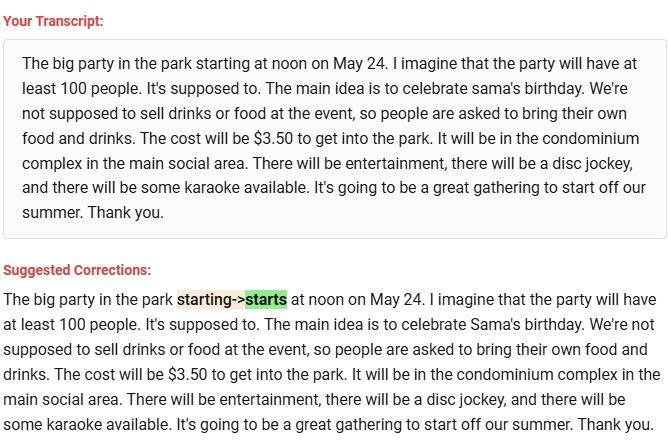 Your Transcript:
The big party in the park starting at noon on May 24. I imagine that the party will have at
least 100 people. It's supposed to. The main idea is to celebrate sama's birthday. We're
not supposed to sell drinks or food at the event, so people are asked to bring their own
food and drinks. The cost will be $3.50 to get into the park. It will be in the condominium
complex in the main social area. There will be entertainment, there will be a disc jockey,
and there will be some karaoke available. It's going to be a great gathering to start off our
summer. Thank you.
Suggested Corrections:
The big party in the park starting->starts at noon on May 24. I imagine that the party will have
at least 100 people. It's supposed to. The main idea is to celebrate Sama's birthday. We're not
supposed to sell drinks or food at the event, so people are asked to bring their own food and
drinks. The cost will be $3.50 to get into the park. It will be in the condominium complex in the
main social area. There will be entertainment, there will be a disc jockey, and there will be
some karaoke available. It's going to be a great gathering to start off our summer. Thank you.